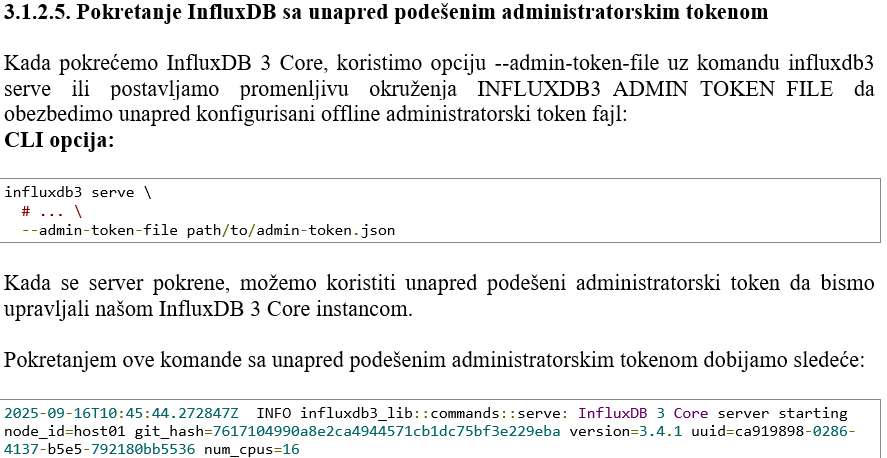 3.1.2.5. Pokretanje InfluxDB sa unapred podešenim administratorskim tokenom
Kada pokrećemo InfluxDB 3 Core, koristimo opciju --admin-token-file uz komandu influxdb3
serve ili postavljamo promenljivu okruženja INFLUXDB3 ADMIN TOKEN FILE da
obezbedimo unapred konfigurisani offline administratorski token fajl:
CLI opcija:
influxdb3 serve \
  # ... \
  --admin-token-file path/to/admin-token.json
Kada se server pokrene, možemo koristiti unapred podešeni administratorski token da bismo
upravljali našom InfluxDB 3 Core instancom.
Pokretanjem ove komande sa unapred podešenim administratorskim tokenom dobijamo sledeće:
2025-09-16T10:45:44.272847Z  INFO influxdb3_lib::commands::serve: InfluxDB 3 Core server starting
node_id=host01 git_hash=7617104990a8e2ca4944571cb1dc75bf3e229eba version=3.4.1 uuid=ca919898-0286-
4137-b5e5-792180bb5536 num_cpus=16